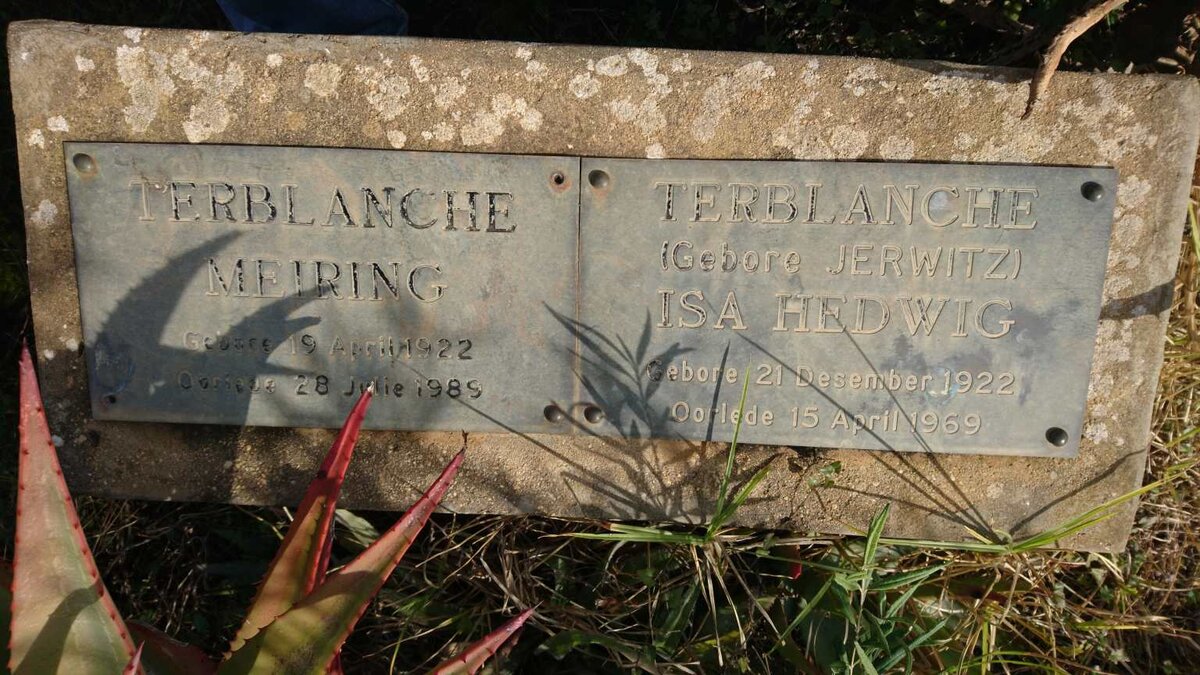 TERBLANCHE
MEIRING
Gebore 19 April 1922
Oorlede 28 Julie 1989
TERBLANCHE
(Gebore JERWITZ)
ISA HEDWIG
Gebore 21 Desember 1922
Oorlede 15 April 1969